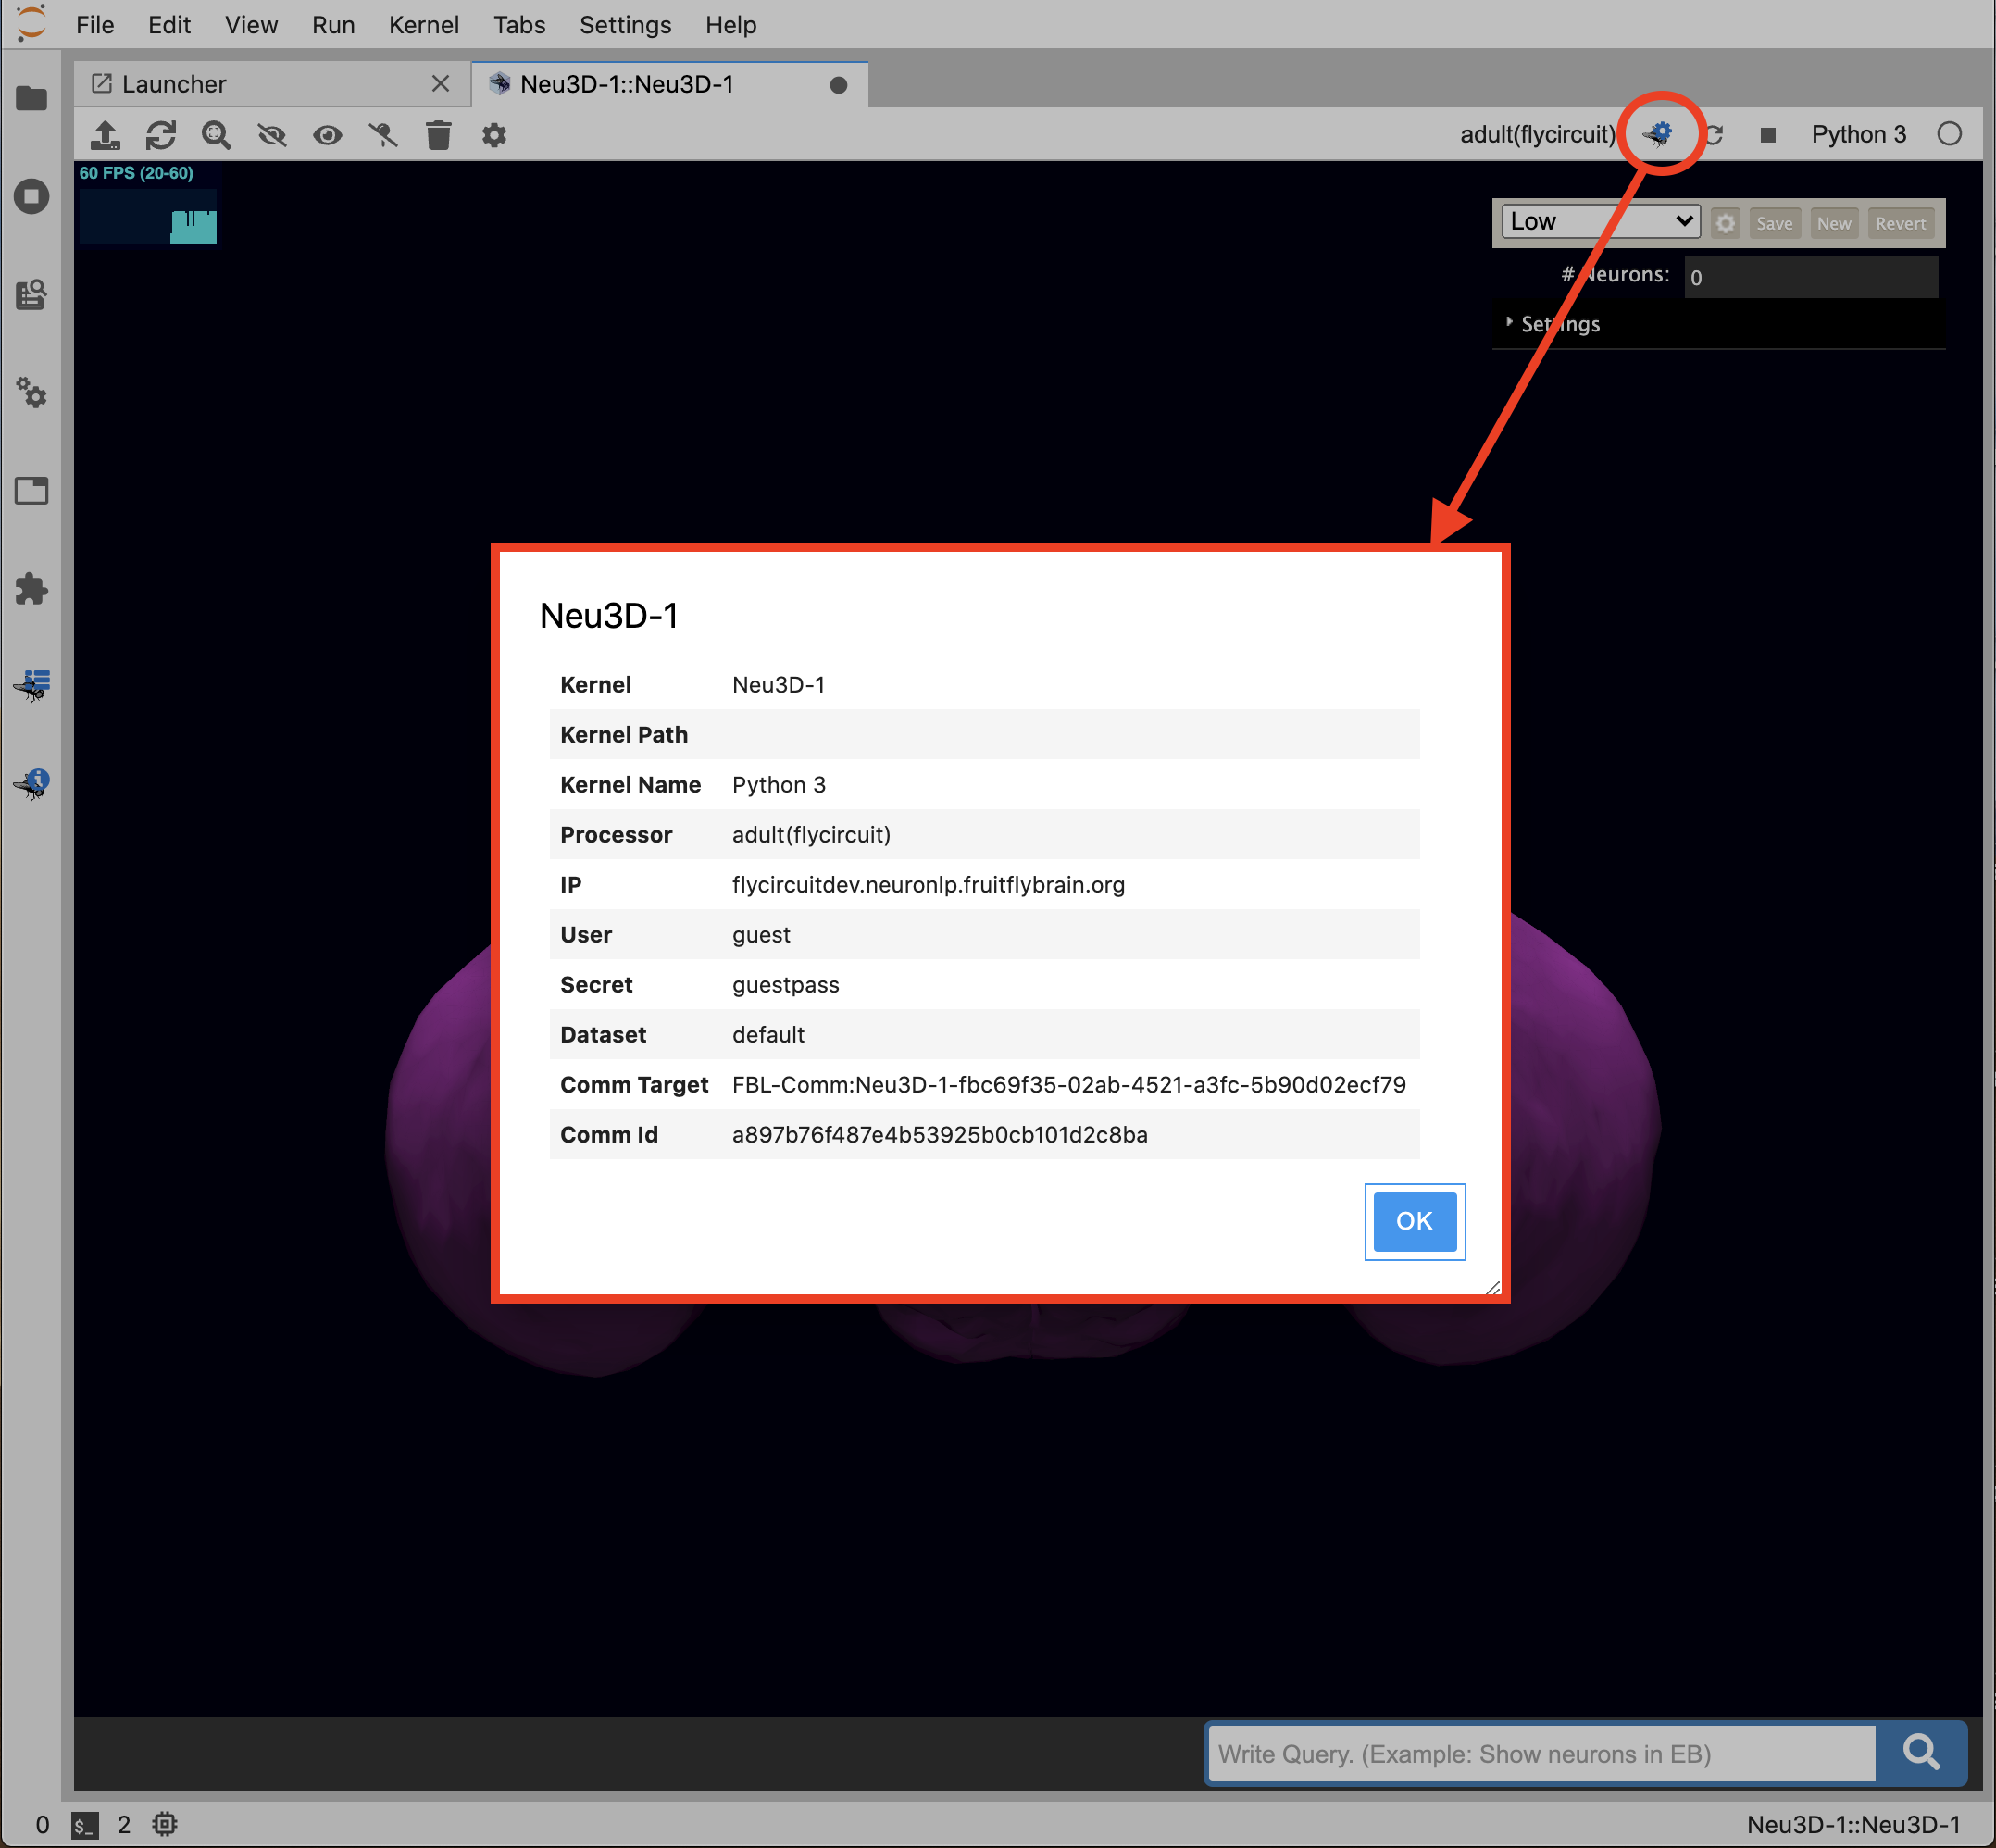 File Edit View Run Kernel Tabs Settings Help
Launcher Neu3D-1::Neu3D-1
adult(flycircuit) Python 3
60 FPS (20-60)
Low Save New Revert
# Neurons: 0
Settings
Neu3D-1
Kernel Neu3D-1
Kernel Path
Kernel Name Python 3
Processor adult(flycircuit)
IP flycircuitdev.neuronlp.fruitflybrain.org
User guest
Secret guestpass
Dataset default
Comm Target FBL-Comm:Neu3D-1-fbc69f35-02ab-4521-a3fc-5b90d02ecf79
Comm Id a897b76f487e4b53925b0cb101d2c8ba
OK
Write Query. (Example: Show neurons in EB)
0 $_ 2 Neu3D-1::Neu3D-1